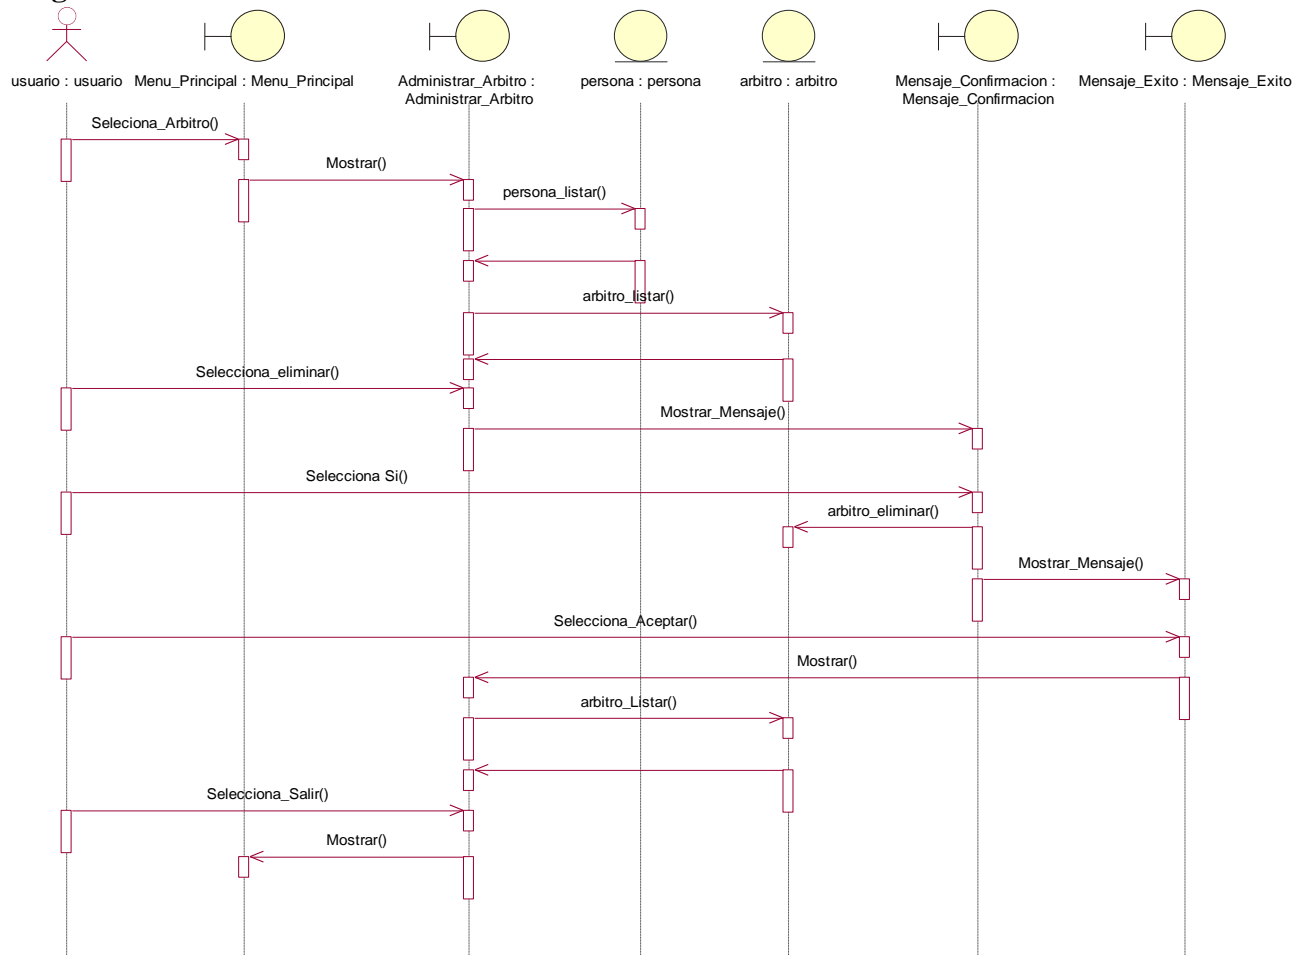 usuario : usuario
Menu_Principal : Menu_Principal
Administrar_Arbitro :
Administrar_Arbitro
persona : persona
arbitro : arbitro
Mensaje_Confirmacion :
Mensaje_Confirmacion
Mensaje_Exito : Mensaje_Exito
Seleciona_Arbitro()
Mostrar()
persona_listar()
arbitro_listar()
Selecciona_eliminar()
Mostrar_Mensaje()
Selecciona Si()
arbitro_eliminar()
Mostrar_Mensaje()
Selecciona_Aceptar()
Mostrar()
arbitro_Listar()
Selecciona_Salir()
Mostrar()